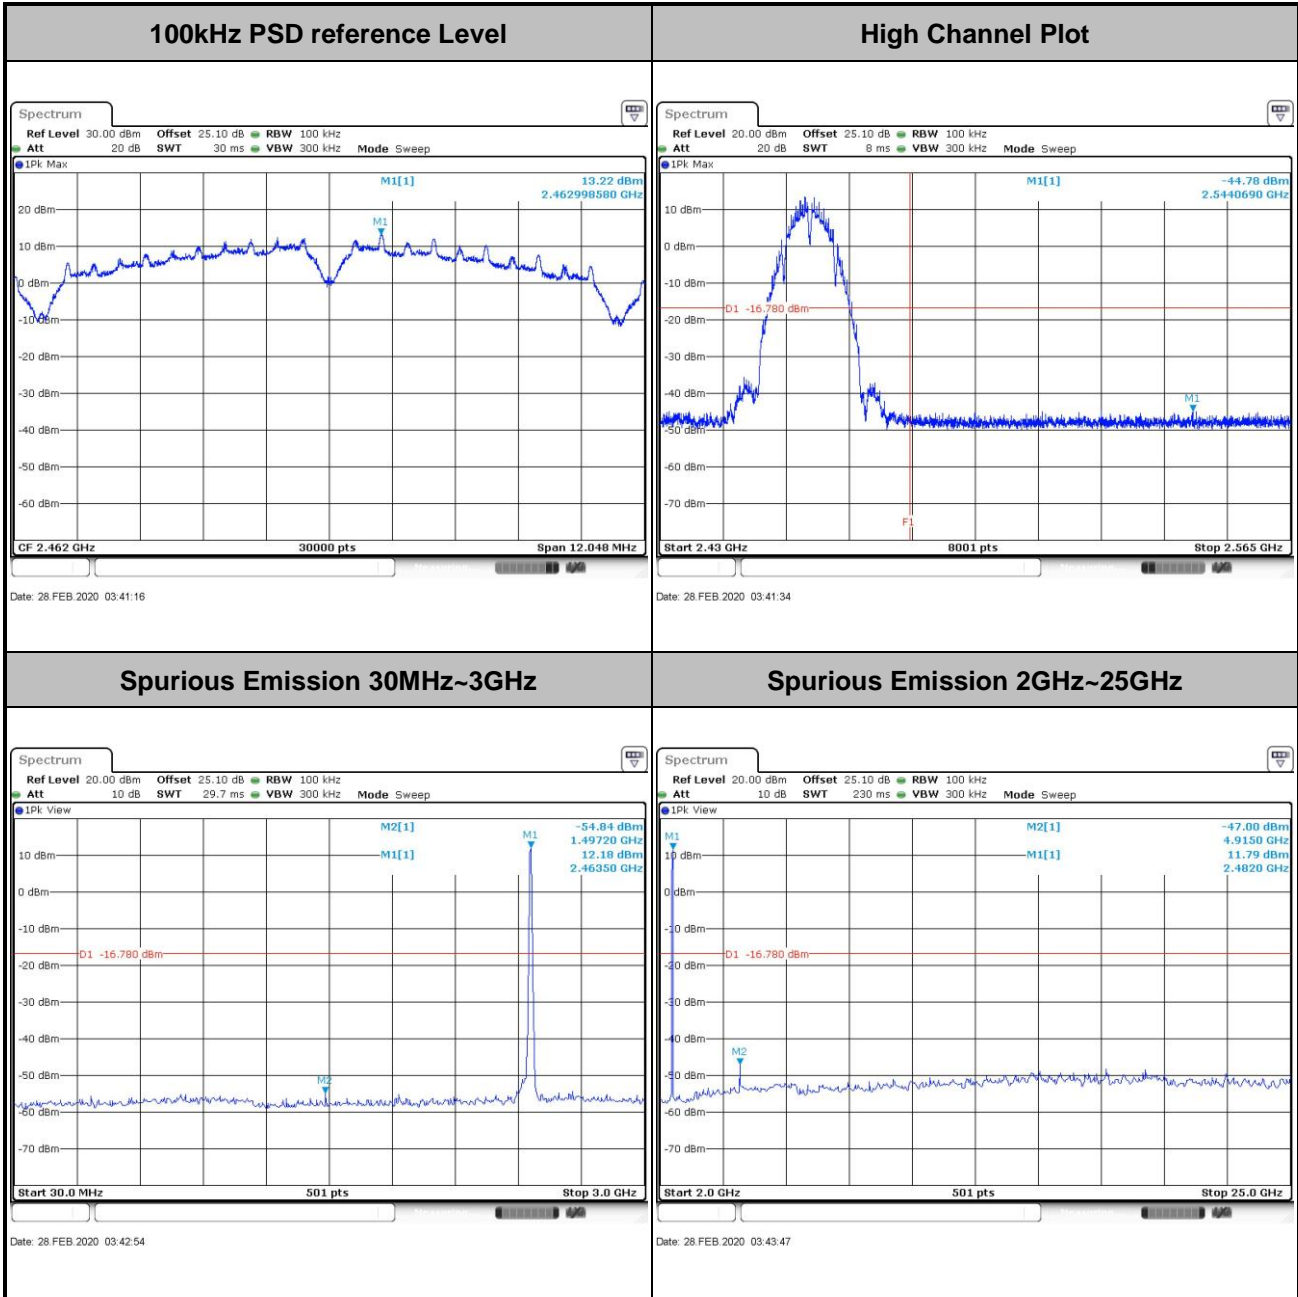 100kHz PSD reference Level
Spectrum
Ref Level 30.00 dBm Offset 25.10 dB RBW 100 kHz
Att 20 dB SWT 30 ms VBW 300 kHz Mode Sweep
1Pk Max
M1[1] 13.22 dBm
2.462998580 GHz
M1
20 dBm
10 dBm
0 dBm
-10 dBm
-20 dBm
-30 dBm
-40 dBm
-50 dBm
-60 dBm
CF 2.462 GHz 30000 pts Span 12.048 MHz
Date: 28.FEB.2020 03:41:16
High Channel Plot
Spectrum
Ref Level 20.00 dBm Offset 25.10 dB RBW 100 kHz
Att 20 dB SWT 8 ms VBW 300 kHz Mode Sweep
1Pk Max
M1[1] -44.78 dBm
2.5440690 GHz
10 dBm
0 dBm
-10 dBm
D1 -16.780 dBm
-20 dBm
-30 dBm
-40 dBm
M1
-50 dBm
-60 dBm
-70 dBm
F1
Start 2.43 GHz 8001 pts Stop 2.565 GHz
Date: 28.FEB.2020 03:41:34
Spurious Emission 30MHz~3GHz
Spectrum
Ref Level 20.00 dBm Offset 25.10 dB RBW 100 kHz
Att 10 dB SWT 29.7 ms VBW 300 kHz Mode Sweep
1Pk View
M2[1] -54.84 dBm
1.49720 GHz
M1[1] 12.18 dBm
2.46350 GHz
M1
10 dBm
0 dBm
-10 dBm
D1 -16.780 dBm
-20 dBm
-30 dBm
-40 dBm
-50 dBm
M2
-60 dBm
-70 dBm
Start 30.0 MHz 501 pts Stop 3.0 GHz
Date: 28.FEB.2020 03:42:54
Spurious Emission 2GHz~25GHz
Spectrum
Ref Level 20.00 dBm Offset 25.10 dB RBW 100 kHz
Att 10 dB SWT 230 ms VBW 300 kHz Mode Sweep
1Pk View
M2[1] -47.00 dBm
4.9150 GHz
M1[1] 11.79 dBm
2.4820 GHz
M1
10 dBm
0 dBm
-10 dBm
D1 -16.780 dBm
-20 dBm
-30 dBm
-40 dBm
M2
-50 dBm
-60 dBm
-70 dBm
Start 2.0 GHz 501 pts Stop 25.0 GHz
Date: 28.FEB.2020 03:43:47